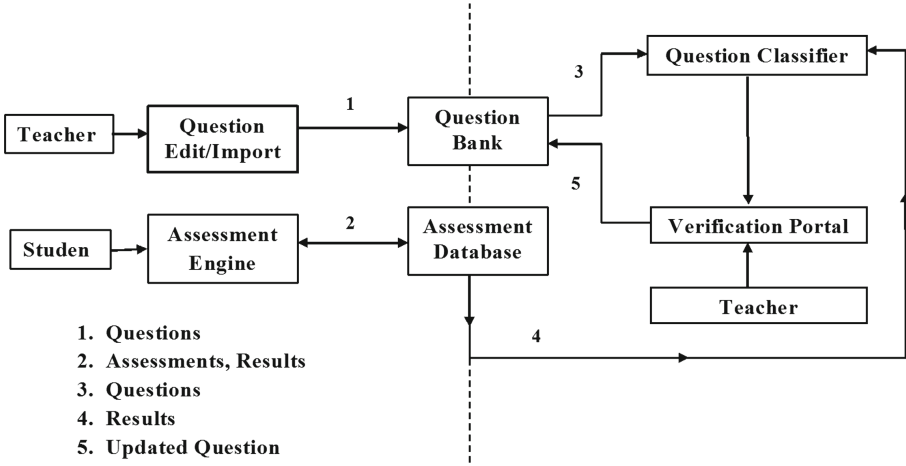 Teacher
Question
Edit/Import
1
Question
Bank
3
Question Classifier
5
Studen
Assessment
Engine
2
Assessment
Database
Verification Portal
Teacher
4
1. Questions
2. Assessments, Results
3. Questions
4. Results
5. Updated Question